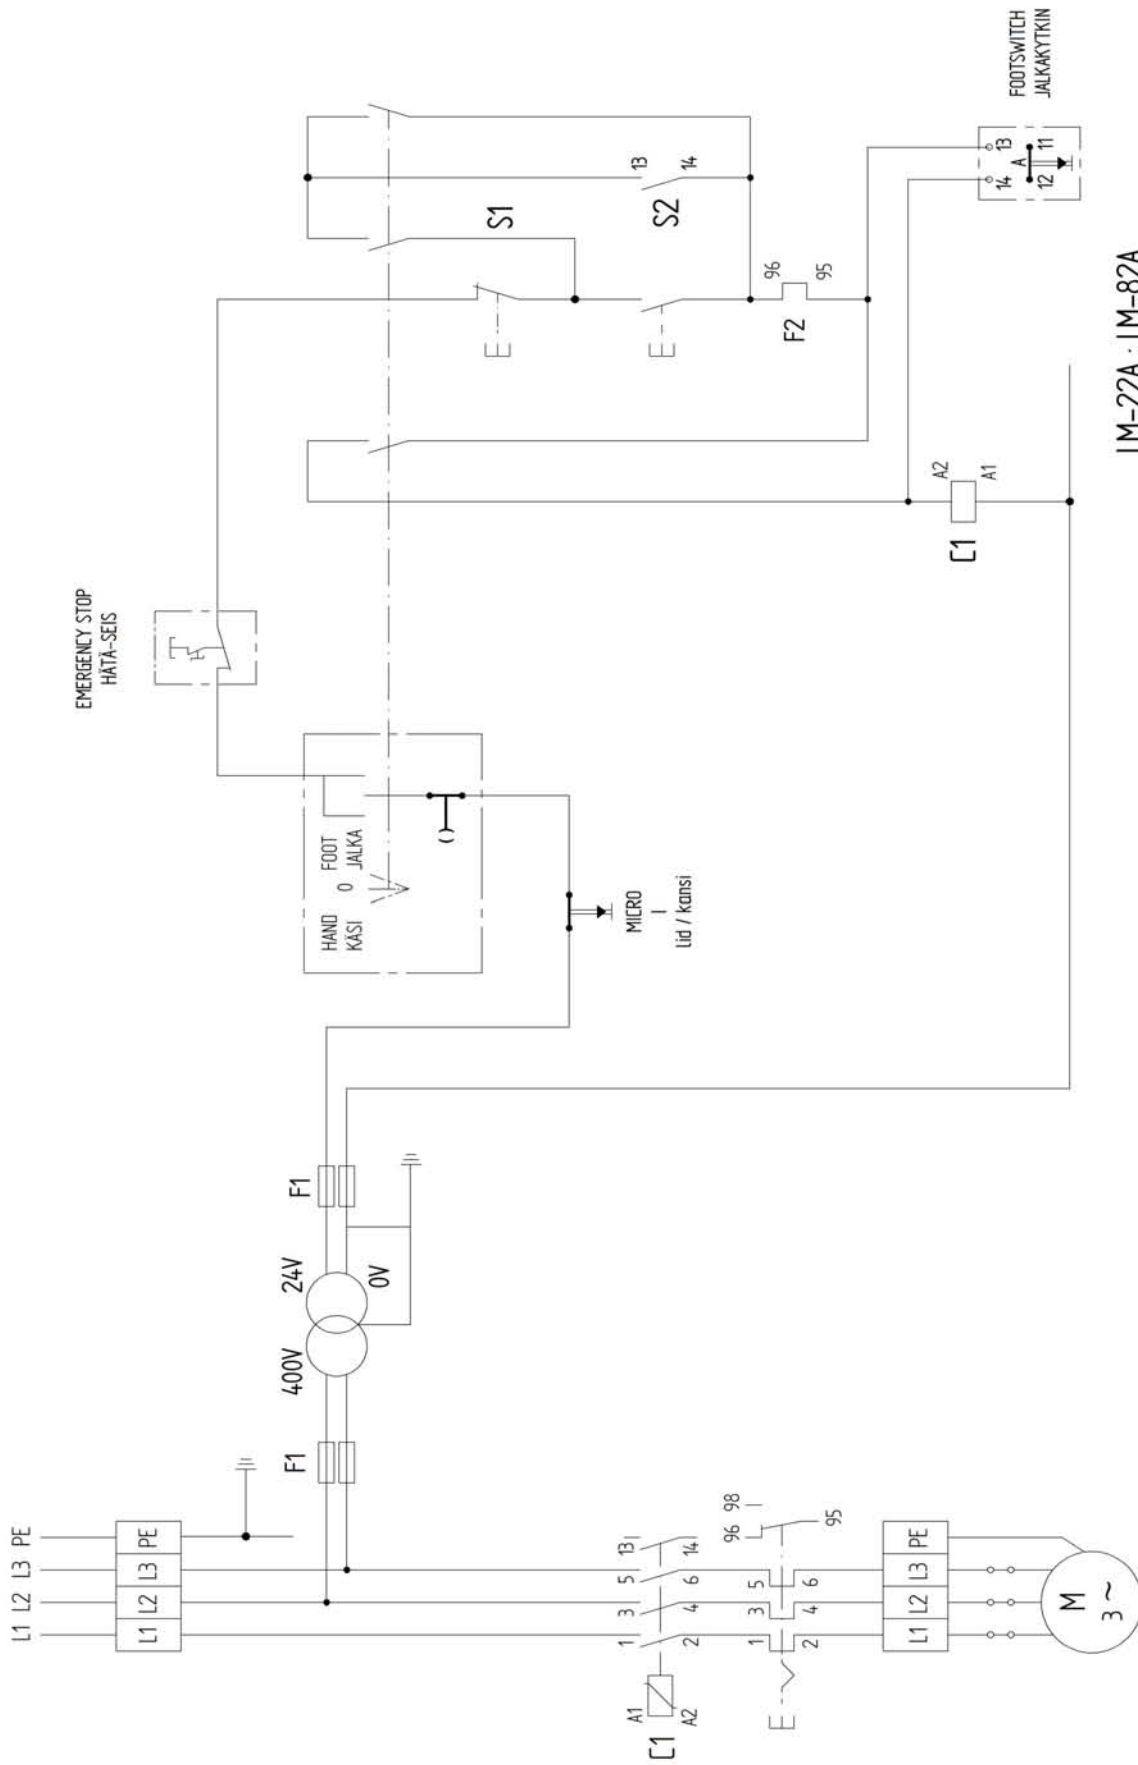 L1 L2 L3 PE
L1 L2 L3 PE
F1
400V
24V
0V
F1
EMERGENCY STOP
HÄTÄ-SEIS
HAND 0 FOOT
KÄSI JALKA
( )
MICRO
Lid / kansi
S1
S2
13
14
F2
96
95
FOOTSWITCH
JALKAKYTKIN
14 A 13
12 11
C1
A2
A1
C1
A1
A2
1 3 5 13
2 4 6 14
96 98
95
1 3 5
2 4 6
L1 L2 L3 PE
M
3 ~
LM-22A · LM-82A